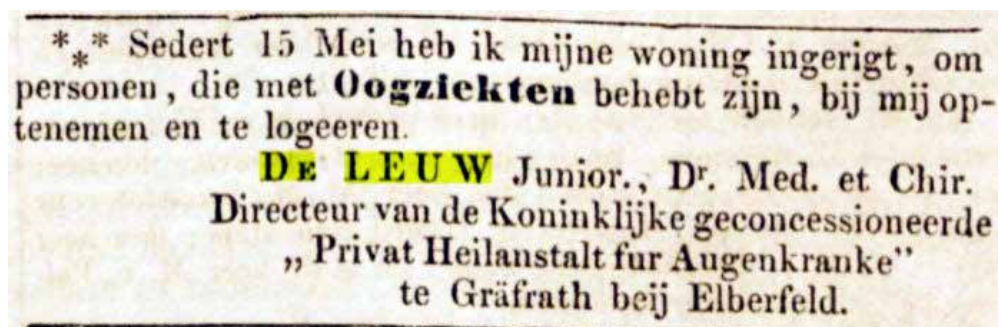 *** Sedert 15 Mei heb ik mijne woning ingerigt, om
personen, die met Oogziekten behebt zijn, bij mij op-
tenemen en te logeeren.
DE LEUW Junior., Dr. Med. et Chir.
Directeur van de Koninklijke geconcessioneerde
„Privat Heilanstalt fur Augenkranke”
te Gräfrath beij Elberfeld.